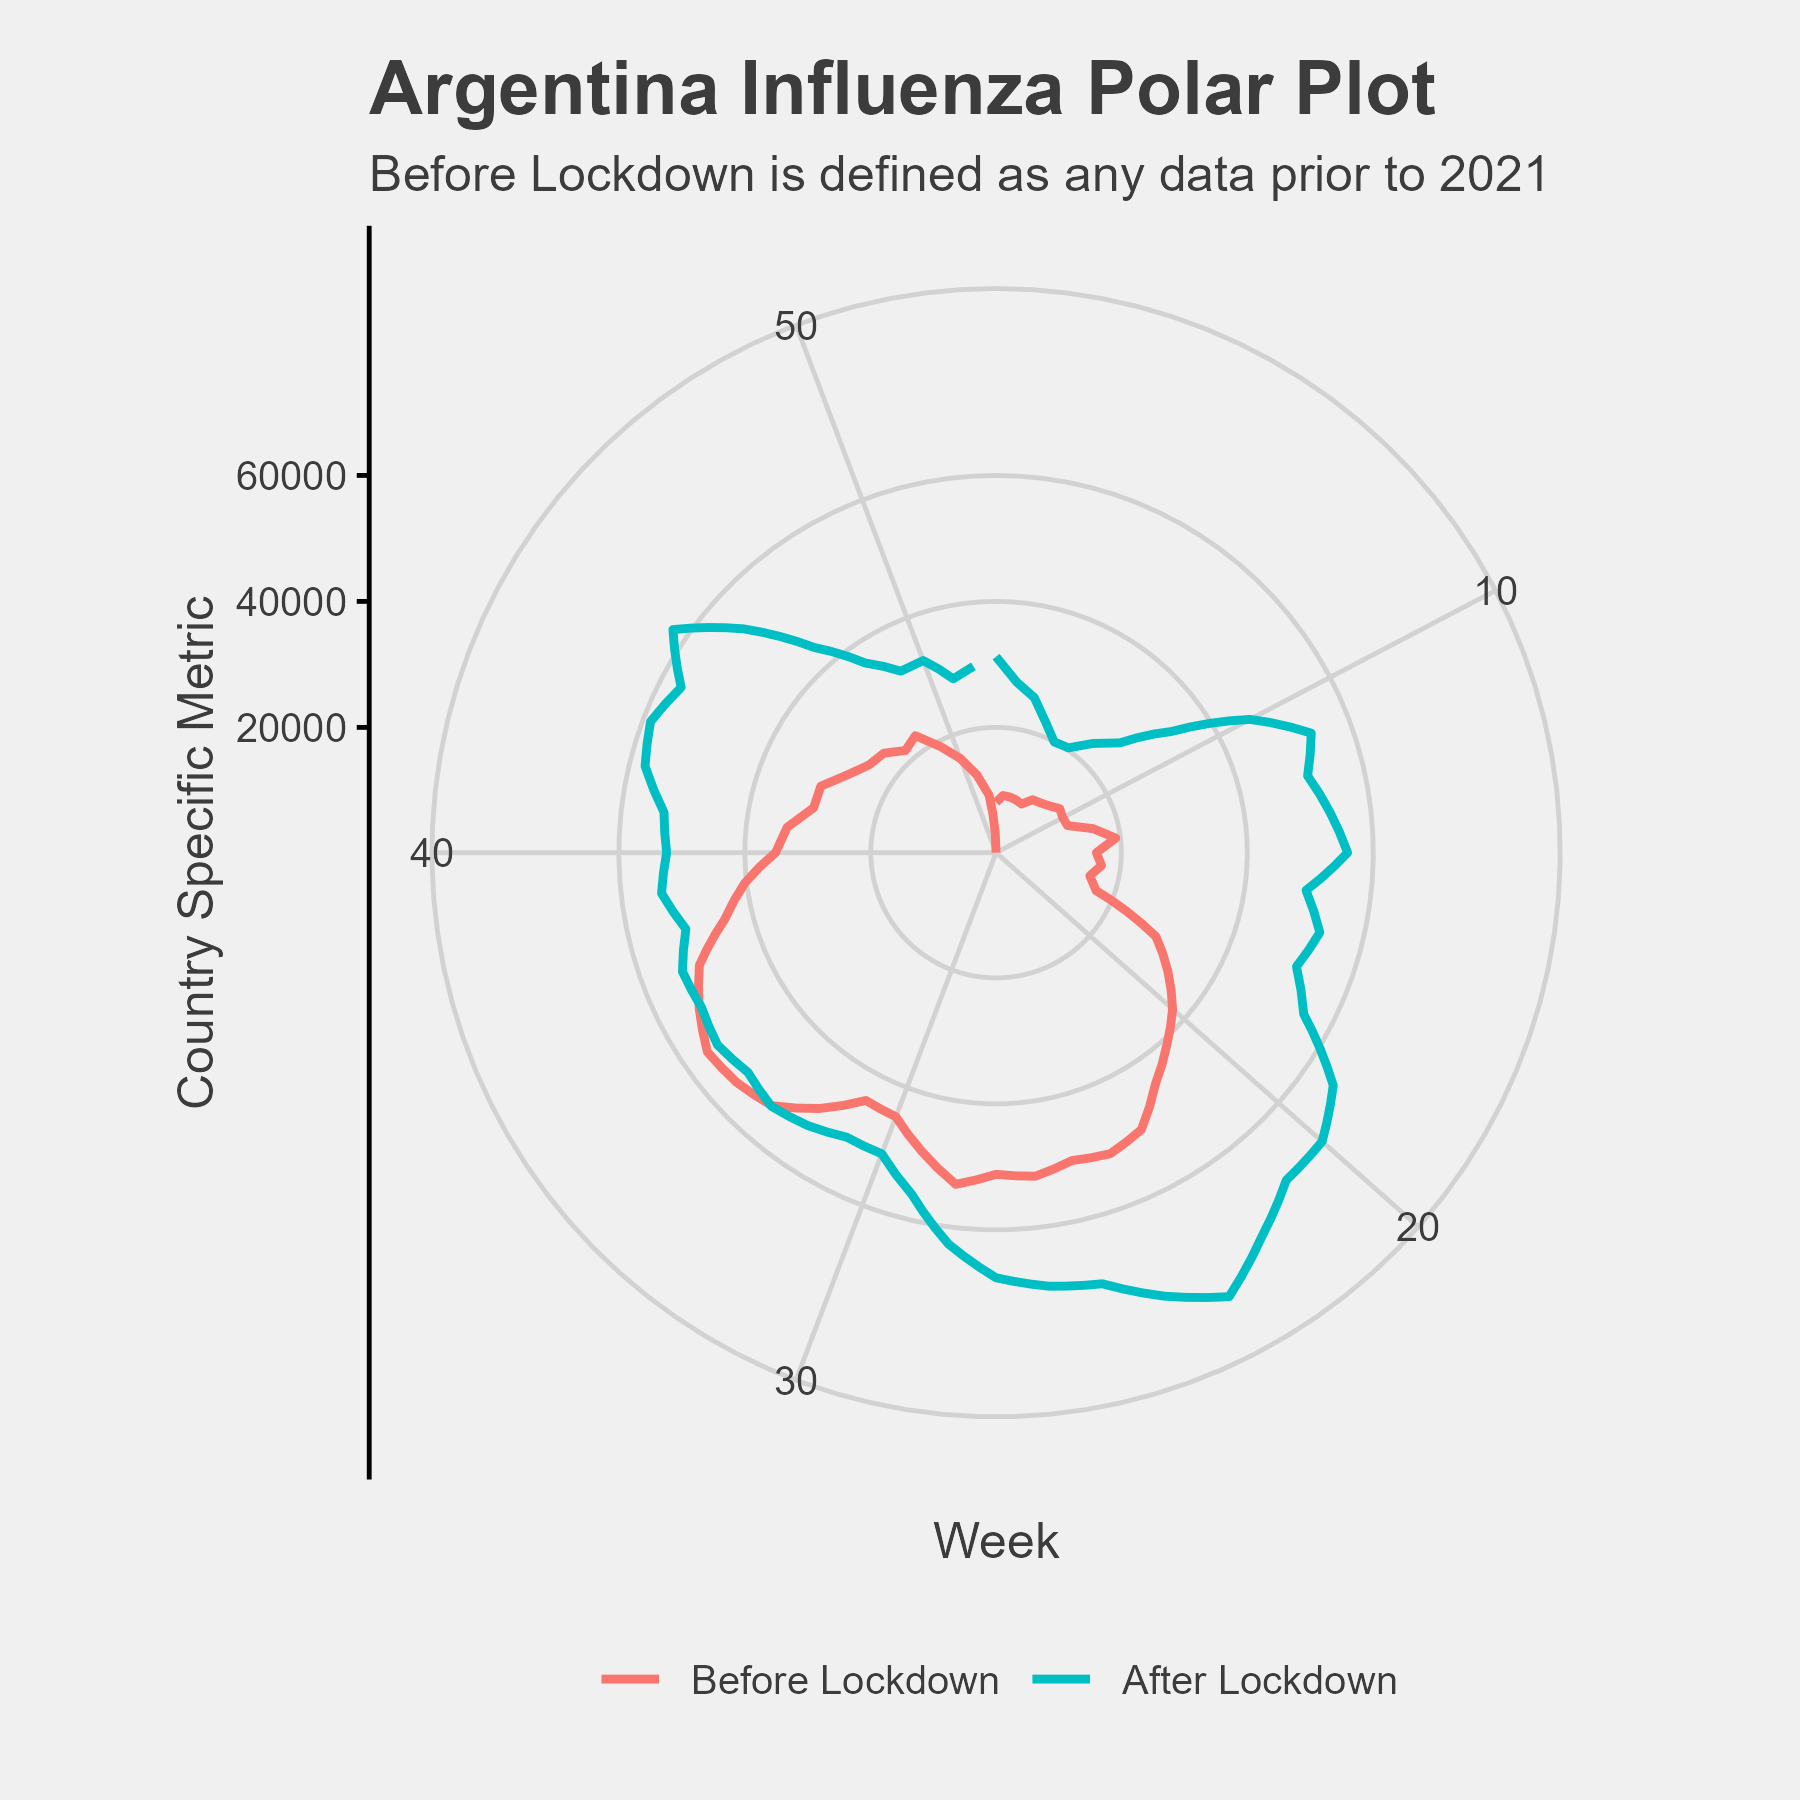 Argentina Influenza Polar Plot
Before Lockdown is defined as any data prior to 2021
50
10
60000
40000
20000
40
20
30
Country Specific Metric
Week
Before Lockdown After Lockdown